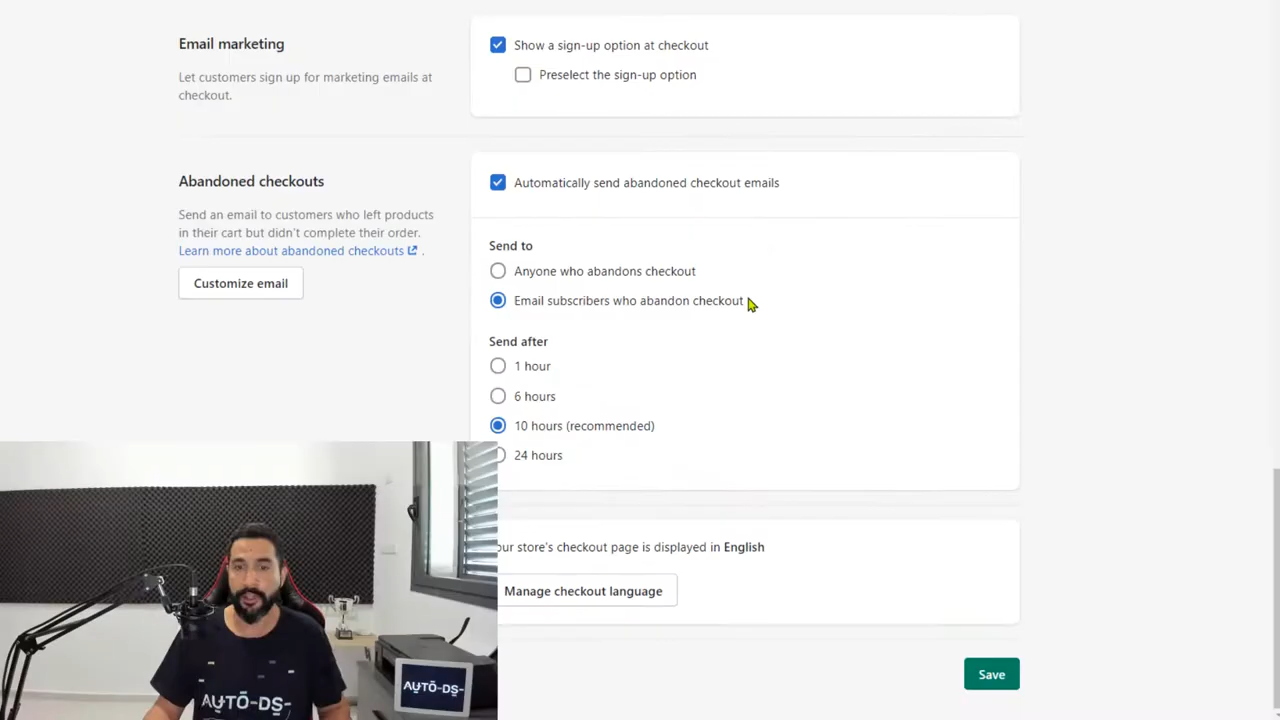 Email marketing
Let customers sign up for marketing emails at
checkout.
Show a sign-up option at checkout
Preselect the sign-up option
Abandoned checkouts
Send an email to customers who left products
in their cart but didn't complete their order.
Learn more about abandoned checkouts .
Customize email
Automatically send abandoned checkout emails
Send to
Anyone who abandons checkout
Email subscribers who abandon checkout
Send after
1 hour
6 hours
10 hours (recommended)
24 hours
our store's checkout page is displayed in English
Manage checkout language
Save
AUTO-DS-
AUTO-DS-